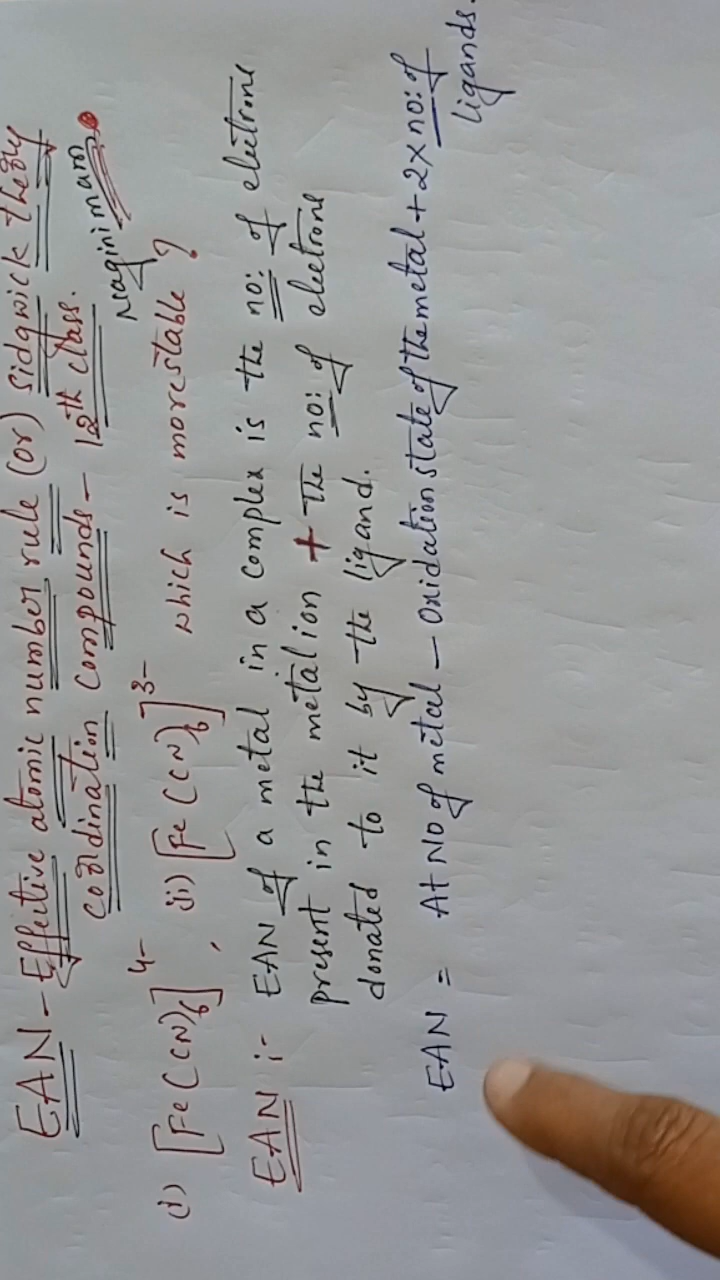 EAN - Effective atomic number rule (or) Sidgwick theory
coordination compounds - 12th class.
Nagini mam
(i) [Fe(CN)6]4- , (ii) [Fe(CN)6]3- which is more stable ?
EAN :- EAN of a metal in a complex is the no: of electrons
present in the metal ion + The no: of electrons
donated to it by the ligand.
EAN = At No of metal - Oxidation state of the metal + 2 x no: of
ligands.